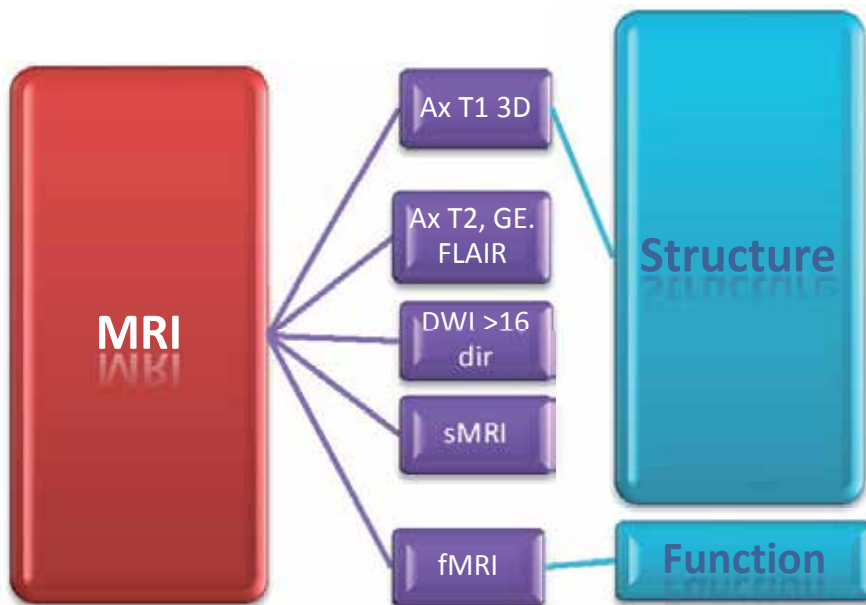 MRI
Ax T1 3D
Ax T2, GE.
FLAIR
DWI >16
dir
sMRI
fMRI
Structure
Function